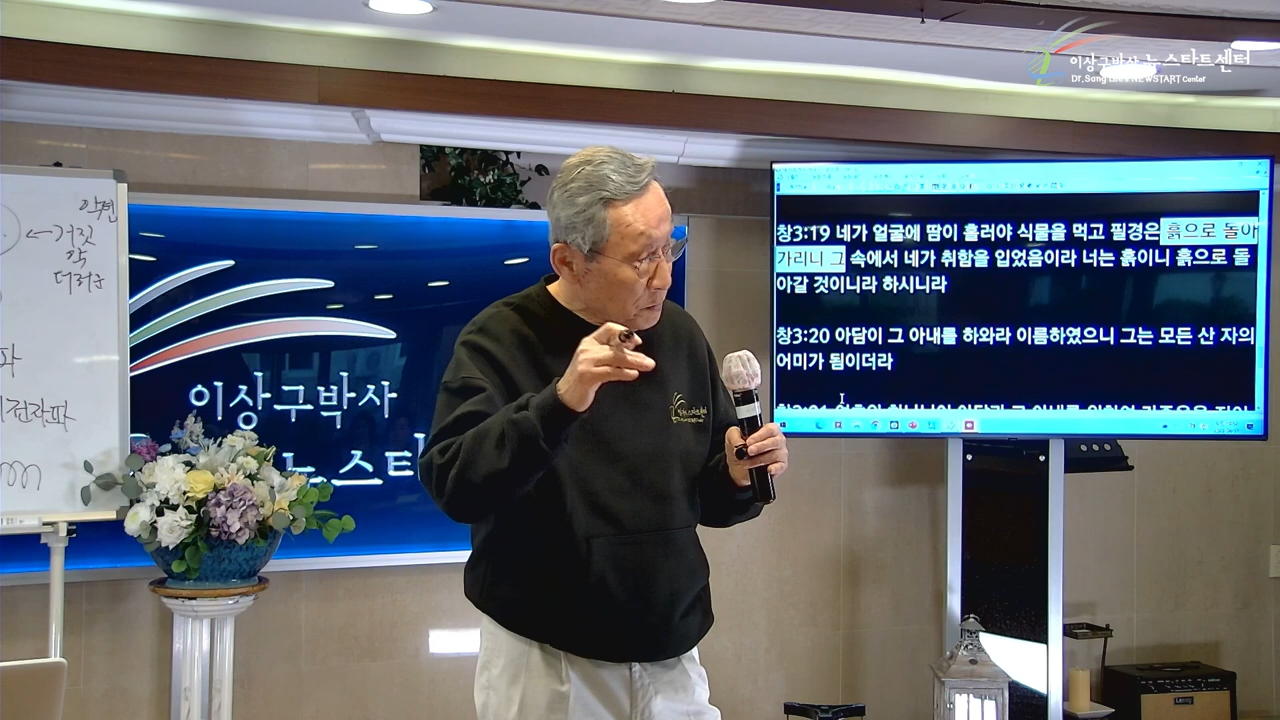 이상구박사 뉴스타트센터
Dr. Sang Lee's NEWSTART Center
←거짓
더러운
전자파
이상구박사
뉴스타
창3:19 네가 얼굴에 땀이 흘러야 식물을 먹고 필경은 흙으로 돌아
가리니 그 속에서 네가 취함을 입었음이라 너는 흙이니 흙으로 돌
아갈 것이니라 하시니라
창3:20 아담이 그 아내를 하와라 이름하였으니 그는 모든 산 자의
어미가 됨이더라